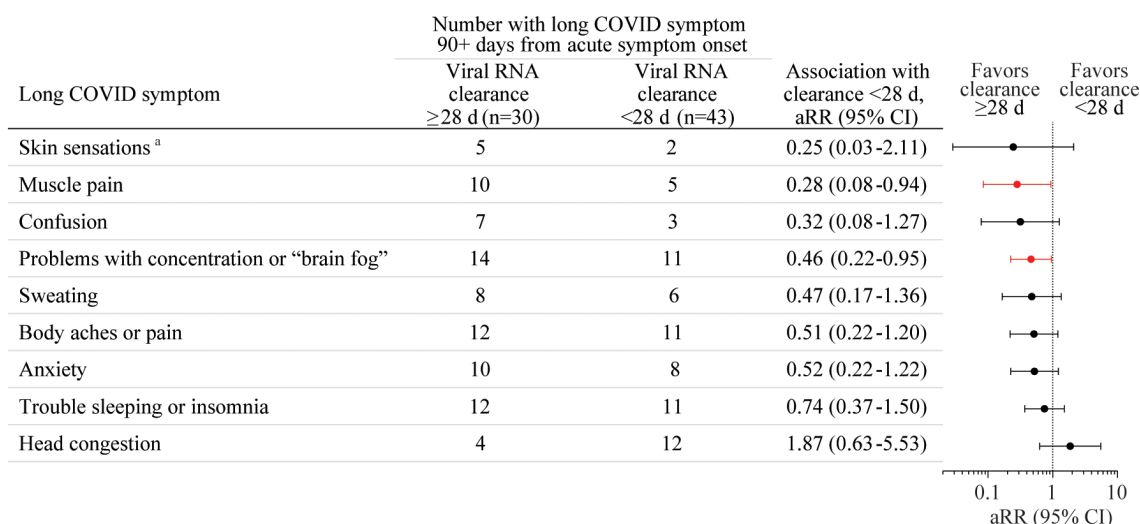 Number with long COVID symptom
90+ days from acute symptom onset
Long COVID symptom
Viral RNA
clearance
≥28 d (n=30)
Viral RNA
clearance
<28 d (n=43)
Association with
clearance <28 d,
aRR (95% CI)
Favors
clearance
≥28 d
Favors
clearance
<28 d
Skin sensations a 5 2 0.25 (0.03-2.11)
Muscle pain 10 5 0.28 (0.08-0.94)
Confusion 7 3 0.32 (0.08-1.27)
Problems with concentration or “brain fog” 14 11 0.46 (0.22-0.95)
Sweating 8 6 0.47 (0.17-1.36)
Body aches or pain 12 11 0.51 (0.22-1.20)
Anxiety 10 8 0.52 (0.22-1.22)
Trouble sleeping or insomnia 12 11 0.74 (0.37-1.50)
Head congestion 4 12 1.87 (0.63-5.53)
0.1 1 10
aRR (95% CI)